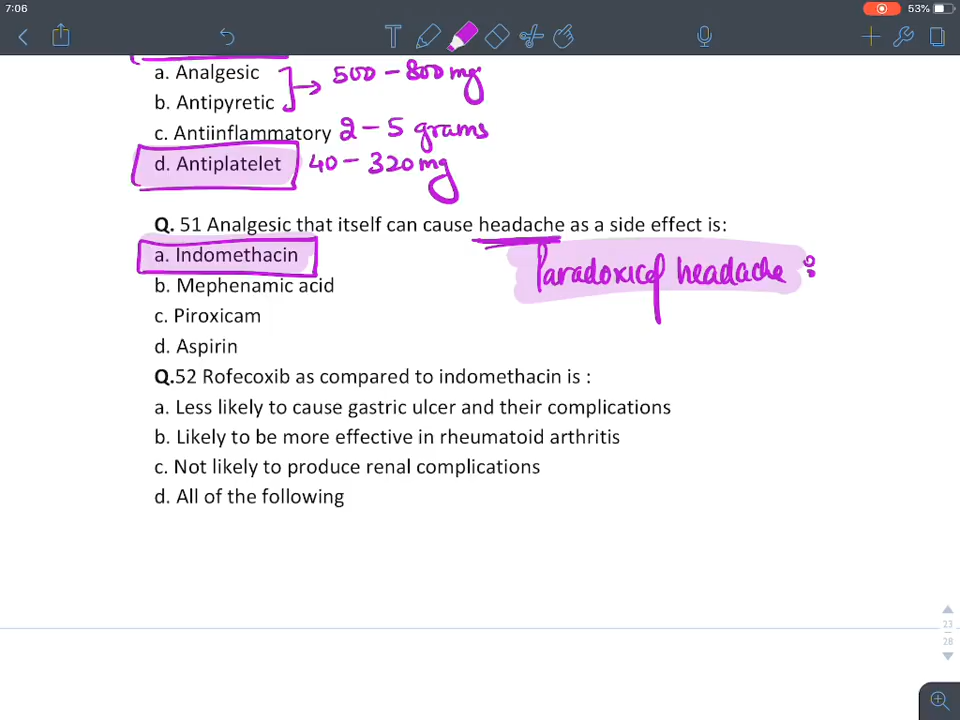 7:06
53%
T
a. Analgesic
500 - 800 mg
b. Antipyretic
c. Antiinflammatory 2 - 5 grams
d. Antiplatelet 40 - 320 mg
Q. 51 Analgesic that itself can cause headache as a side effect is:
a. Indomethacin
Paradoxical headache :
b. Mephenamic acid
c. Piroxicam
d. Aspirin
Q.52 Rofecoxib as compared to indomethacin is :
a. Less likely to cause gastric ulcer and their complications
b. Likely to be more effective in rheumatoid arthritis
c. Not likely to produce renal complications
d. All of the following
23
28